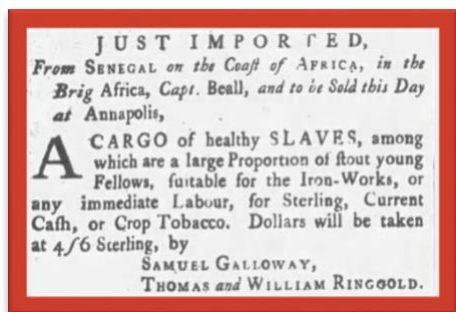 JUST IMPORTED,
From SENEGAL on the Coaſt of AFRICA, in the
Brig Africa, Capt. Beall, and to be Sold this Day
at Annapolis,
A CARGO of healthy SLAVES, among
which are a large Proportion of ſtout young
Fellows, ſuitable for the Iron-Works, or
any immediate Labour, for Sterling, Current
Caſh, or Crop Tobacco. Dollars will be taken
at 4ſ6 Sterling, by
SAMUEL GALLOWAY,
THOMAS and WILLIAM RINGGOLD.